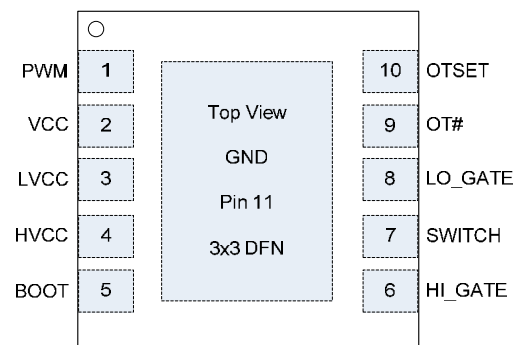 PWM 1 10 OTSET
VCC 2 9 OT#
LVCC 3 8 LO_GATE
HVCC 4 7 SWITCH
BOOT 5 6 HI_GATE
Top View
GND
Pin 11
3x3 DFN